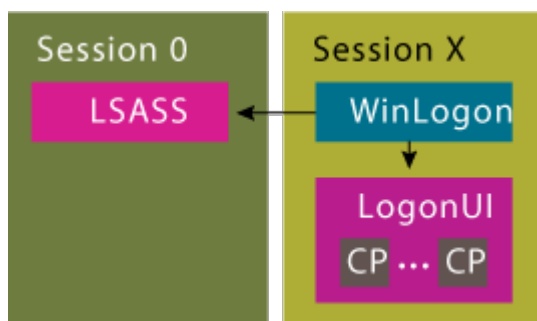 Session 0
LSASS
Session X
WinLogon
LogonUI
CP ... CP